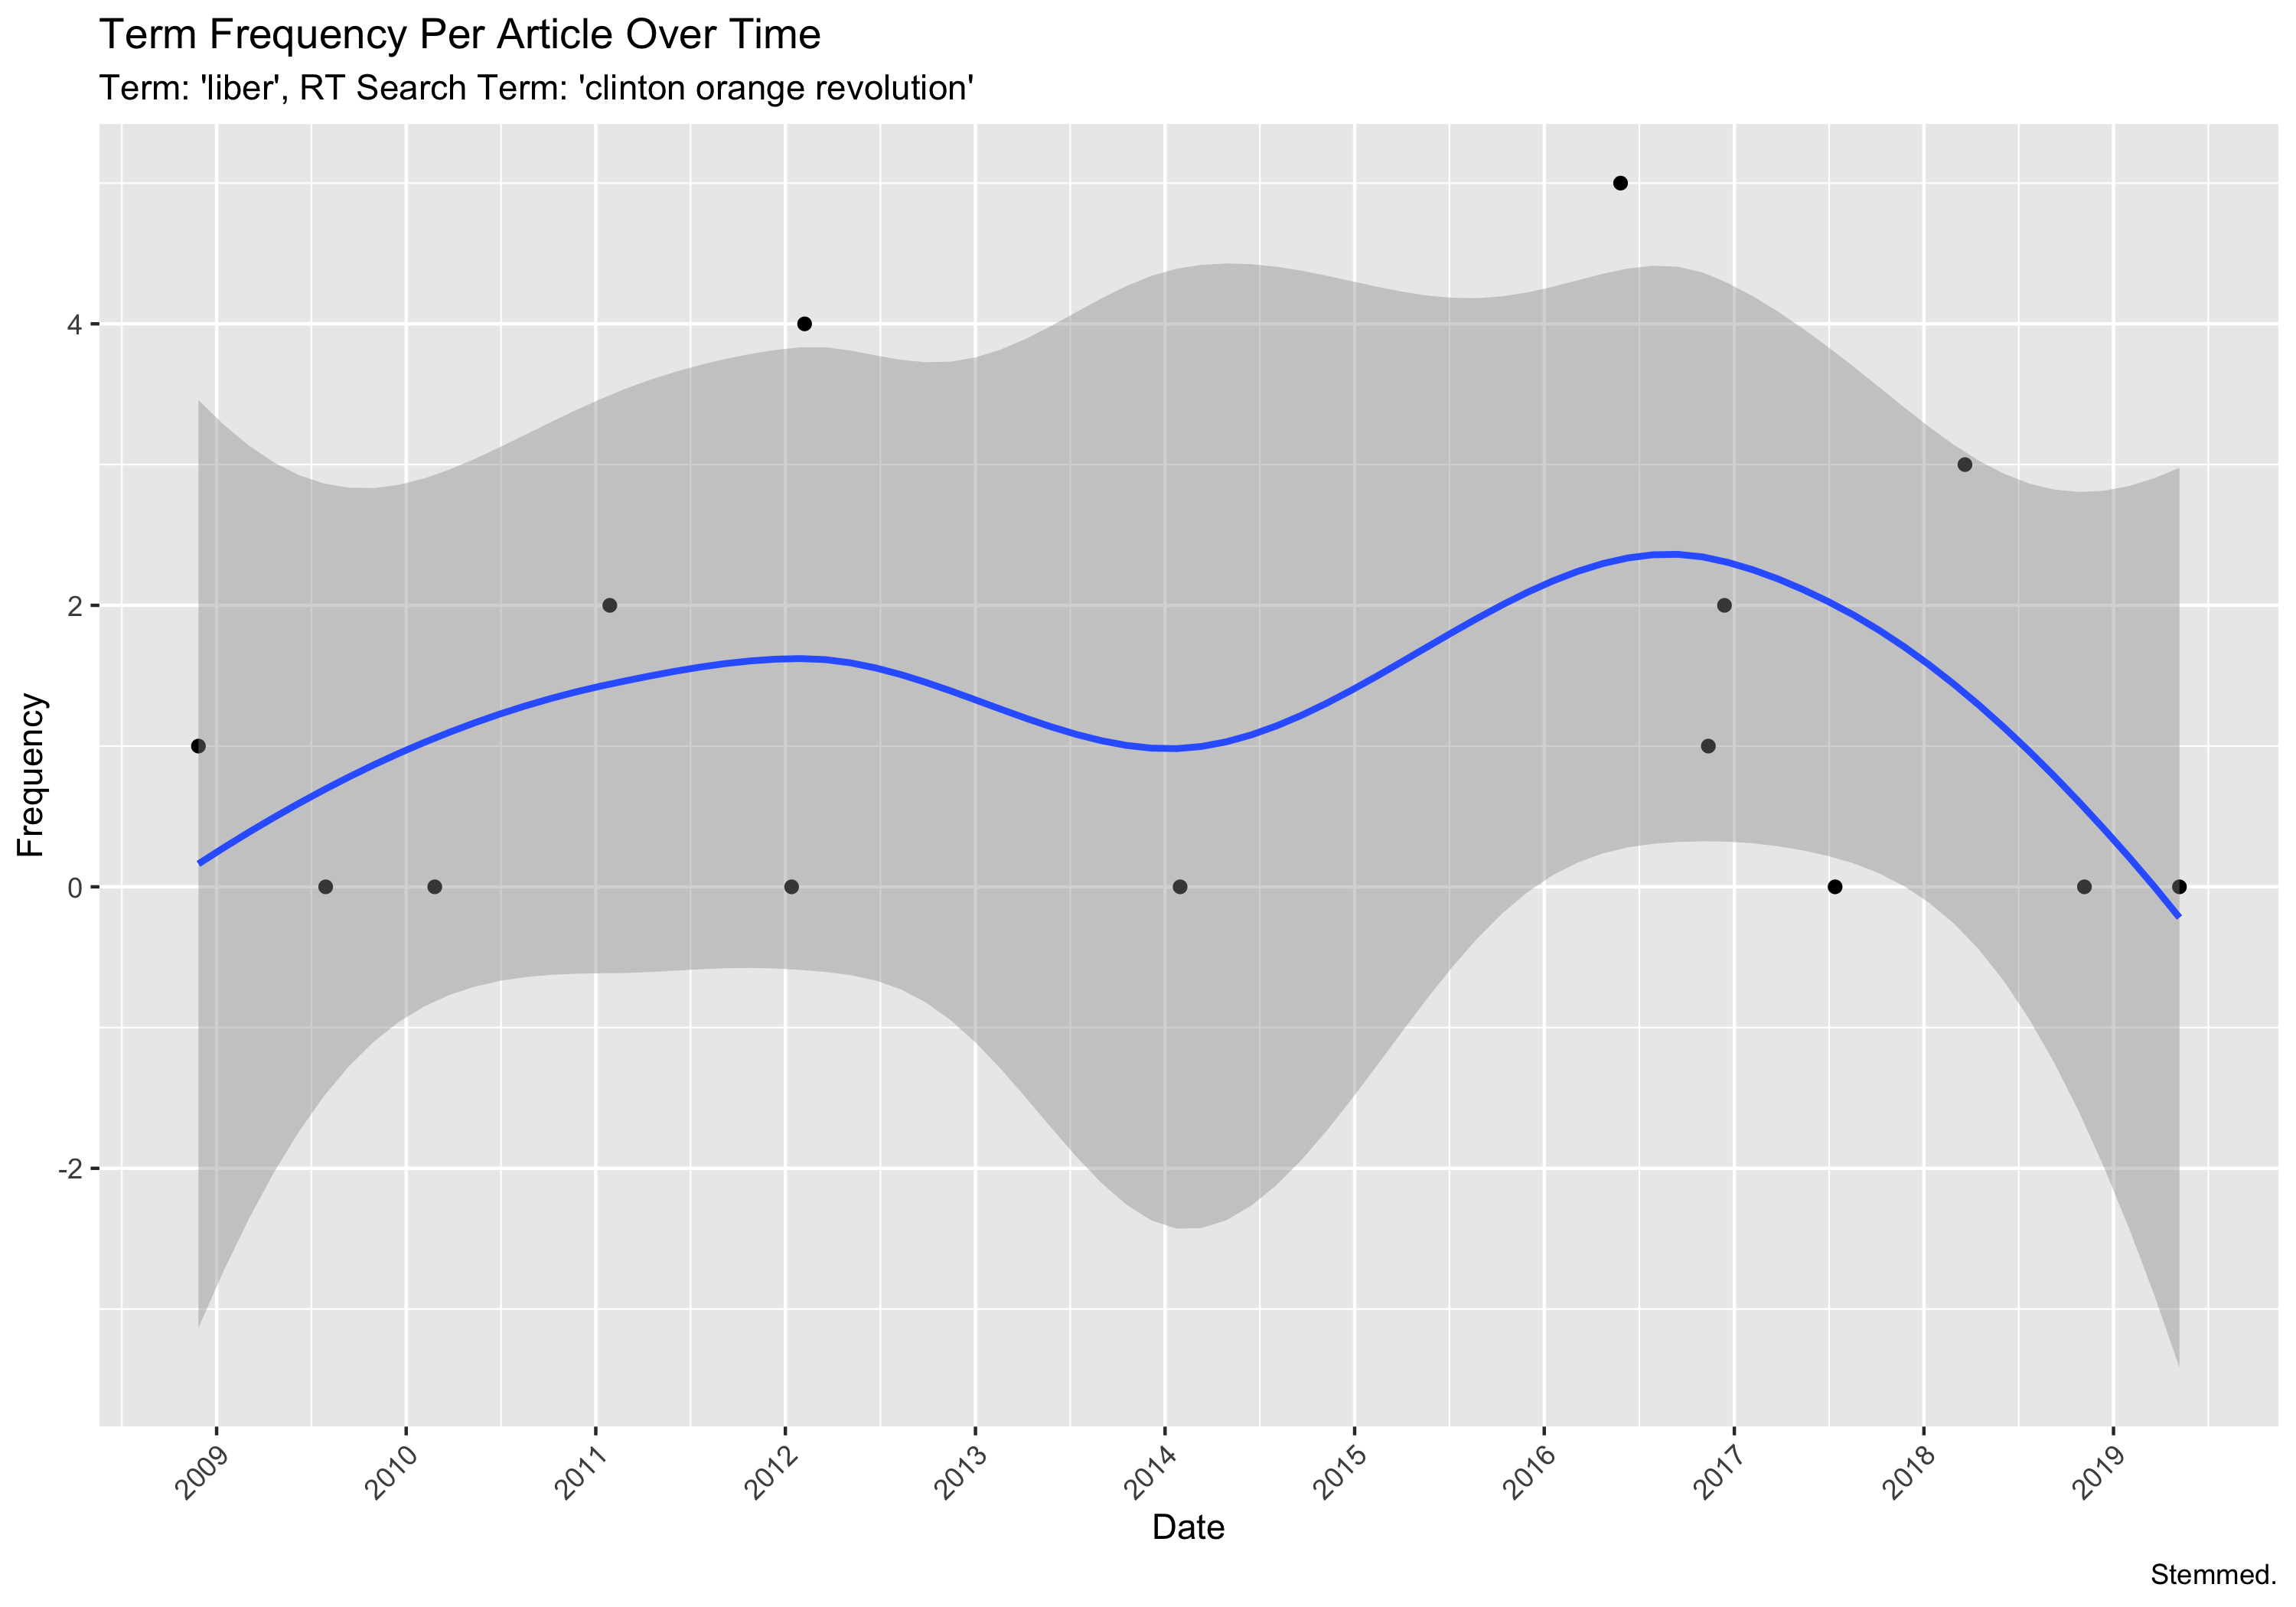 Term Frequency Per Article Over Time
Term: 'liber', RT Search Term: 'clinton orange revolution'
Frequency
4
2
0
-2
2009 2010 2011 2012 2013 2014 2015 2016 2017 2018 2019
Date
Stemmed.